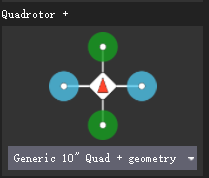 Quadrotor +
Generic 10" Quad + geometry